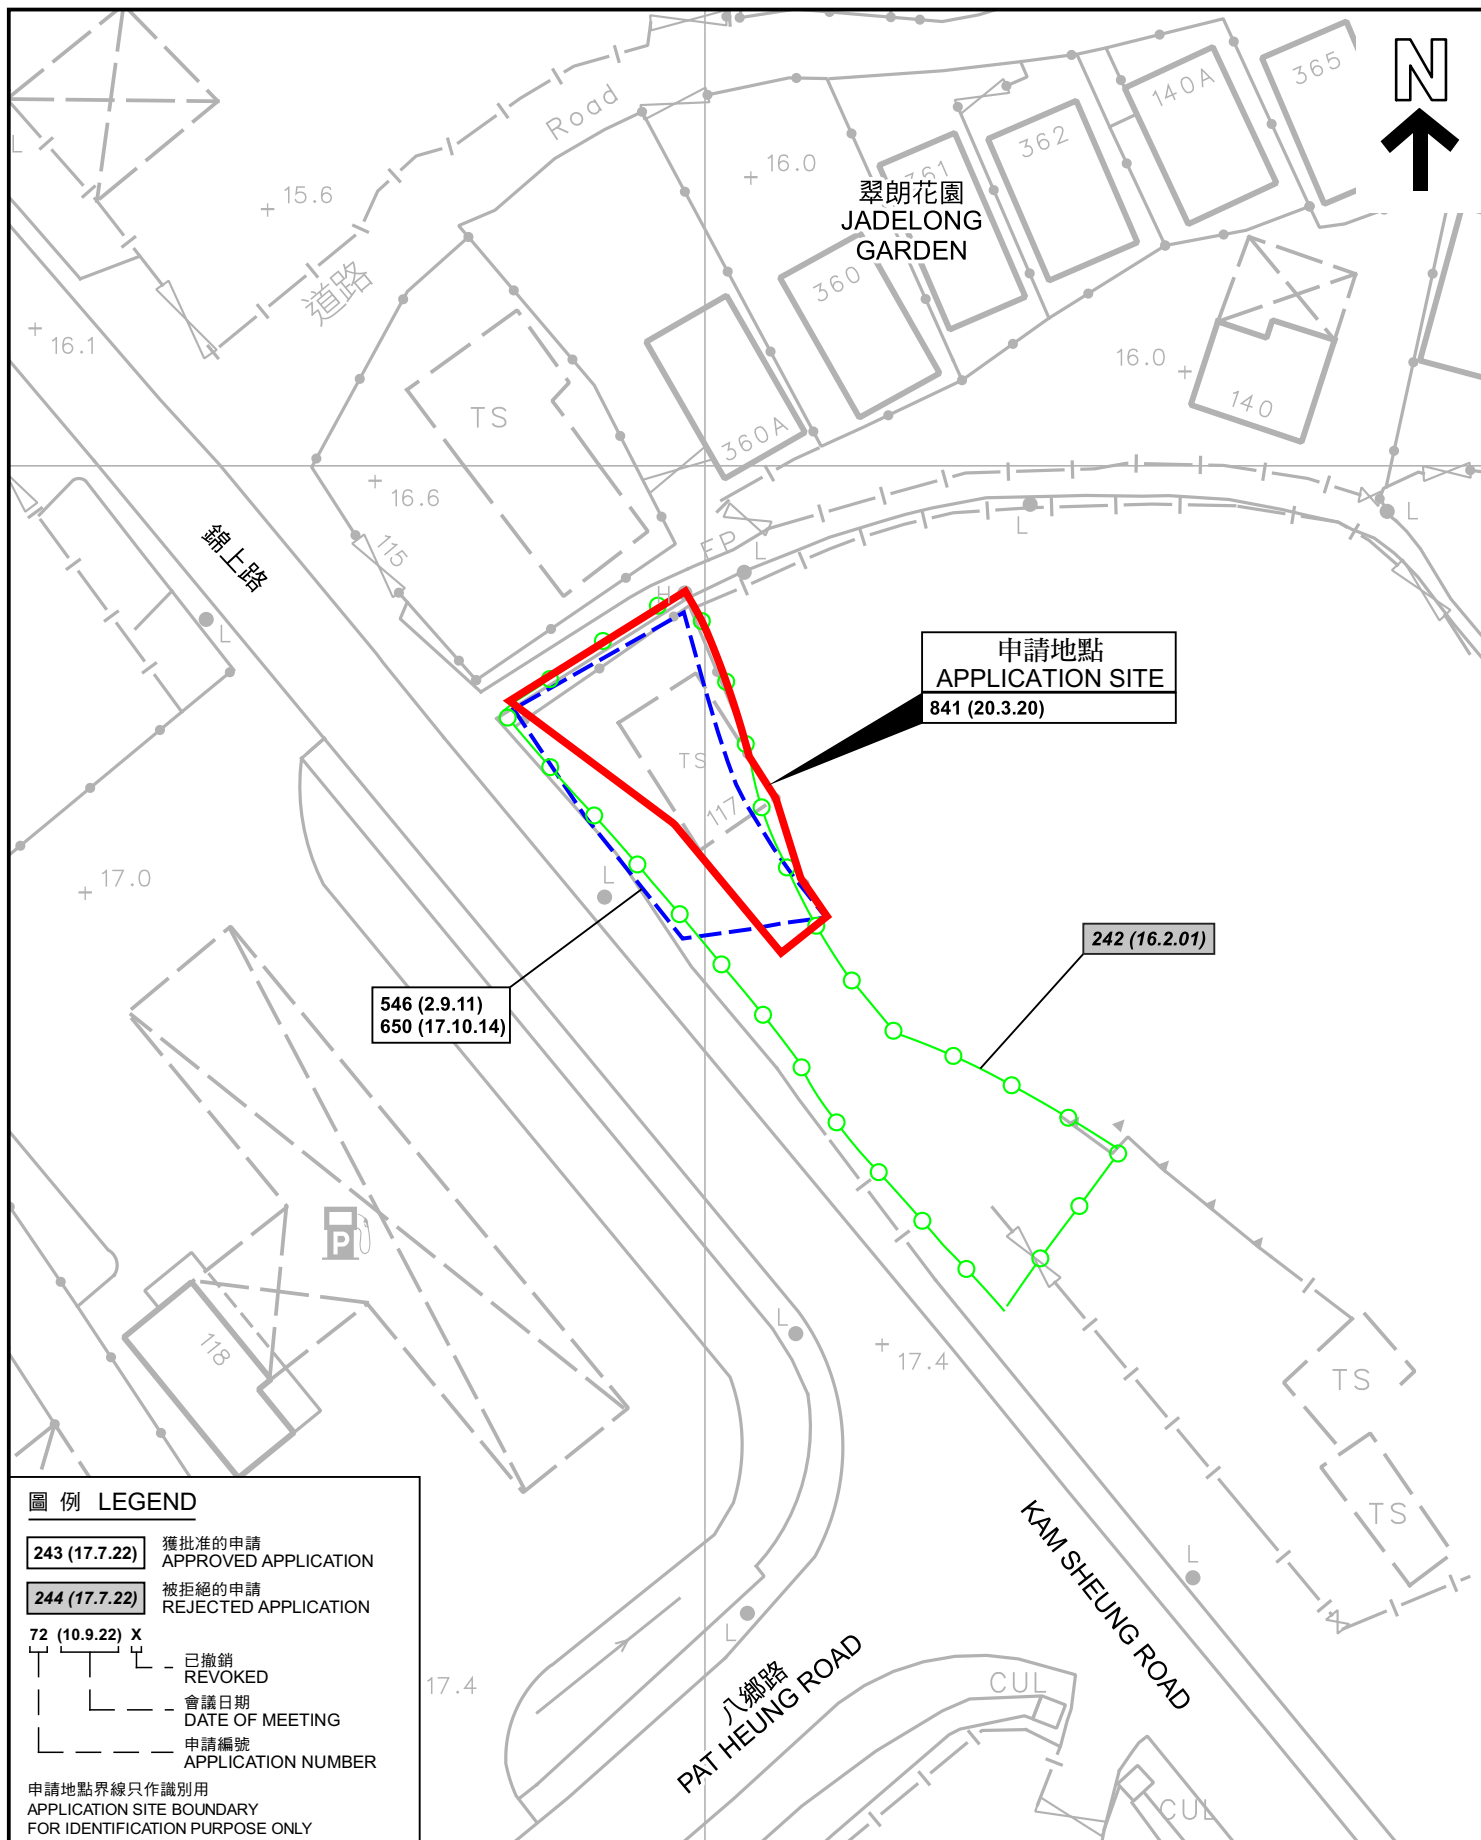 N
Road
道路
15.6
16.0
L
16.1
翠朗花園
JADELONG
GARDEN
361
362
140A
365
360
360A
16.0
140
TS
16.6
115
錦上路
FP
L
L
L
L
H
申請地點
APPLICATION SITE
841 (20.3.20)
TS
117
17.0
L
242 (16.2.01)
546 (2.9.11)
650 (17.10.14)
P
118
L
17.4
TS
TS
L
L
17.4
KAM SHEUNG ROAD
八鄉路
PAT HEUNG ROAD
CUL
CUL
圖 例 LEGEND
243 (17.7.22)
獲批准的申請
APPROVED APPLICATION
244 (17.7.22)
被拒絕的申請
REJECTED APPLICATION
72 (10.9.22) X
已撤銷
REVOKED
會議日期
DATE OF MEETING
申請編號
APPLICATION NUMBER
申請地點界線只作識別用
APPLICATION SITE BOUNDARY
FOR IDENTIFICATION PURPOSE ONLY